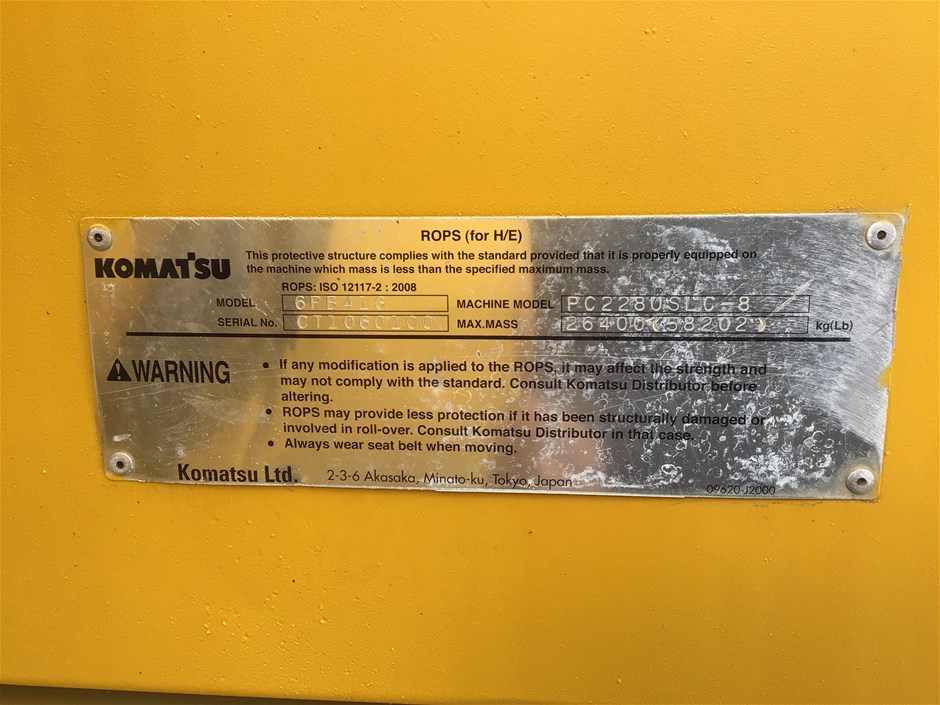 ROPS (for H/E)
KOMATSU
This protective structure complies with the standard provided that it is properly equipped on
the machine which mass is less than the specified maximum mass.
ROPS: ISO 12117-2 : 2008
MODEL 6PB41G MACHINE MODEL PC228USLC-8
SERIAL No. CT1060100 MAX.MASS 26400(58202) kg(Lb)
WARNING
• If any modification is applied to the ROPS, it may affect the strength and
may not comply with the standard. Consult Komatsu Distributor before
altering.
• ROPS may provide less protection if it has been structurally damaged or
involved in roll-over. Consult Komatsu Distributor in that case.
• Always wear seat belt when moving.
Komatsu Ltd. 2-3-6 Akasaka, Minato-ku, Tokyo, Japan
09620-J2000